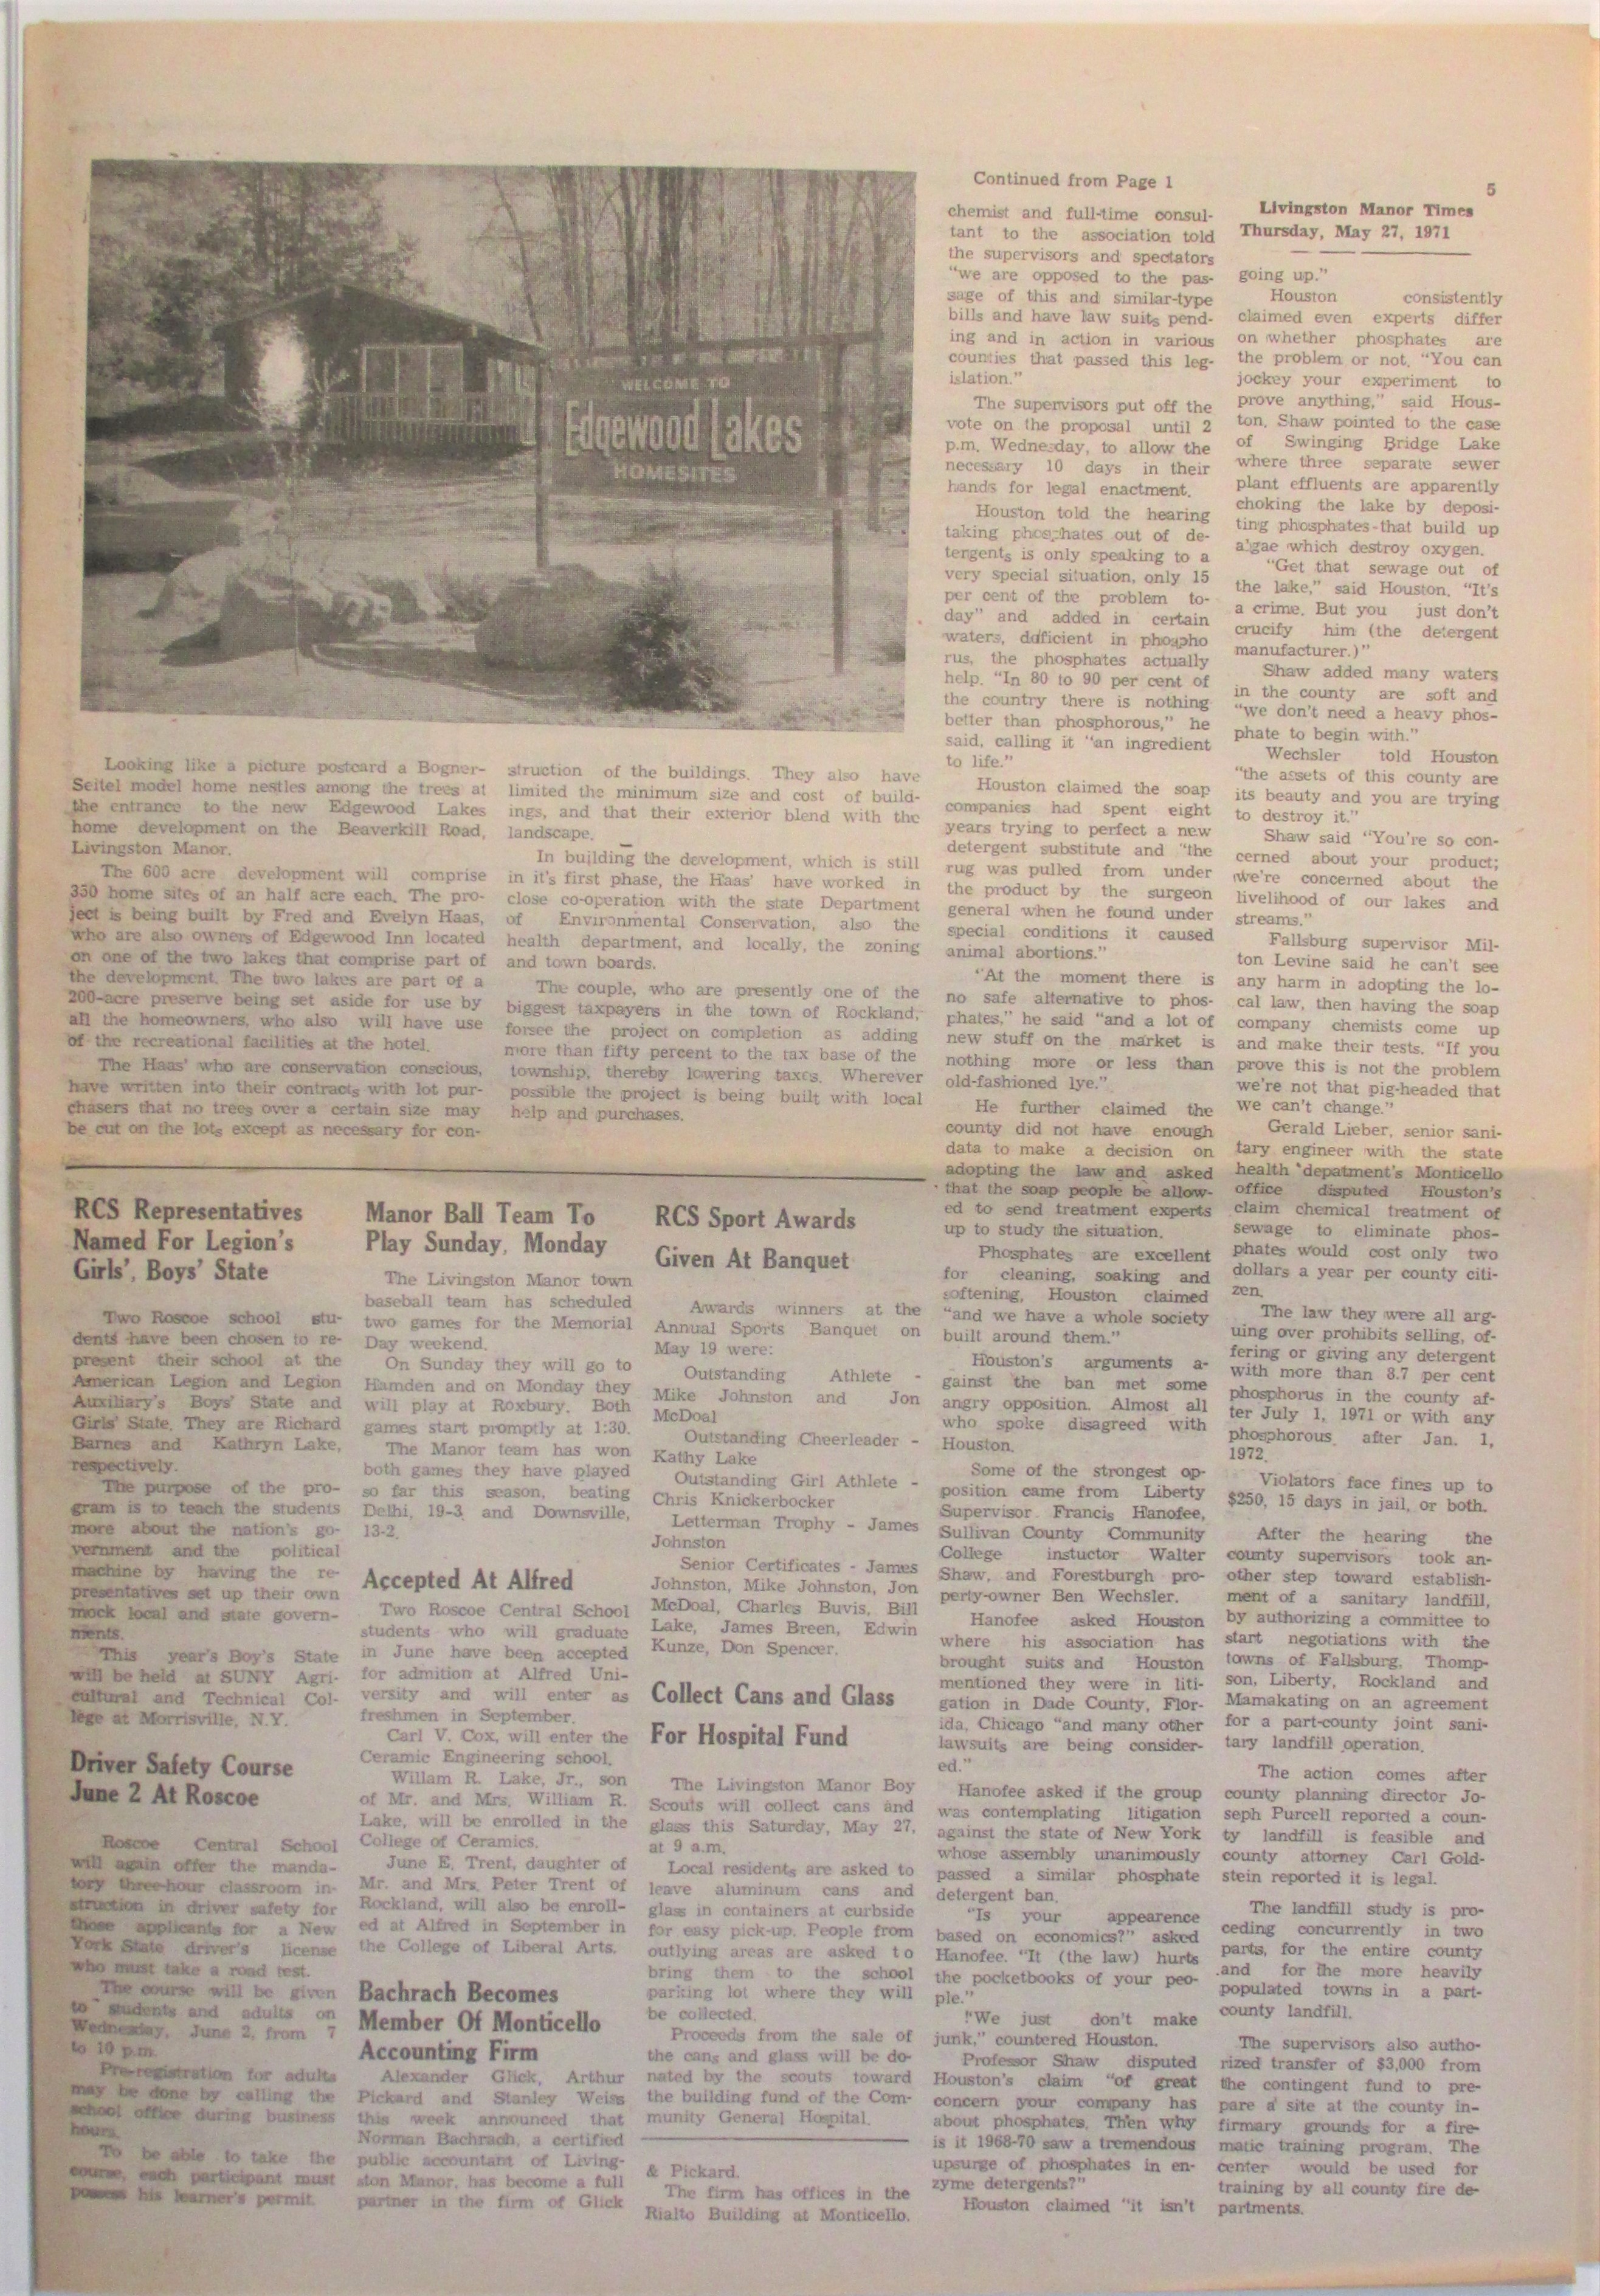 5
Livingston Manor Times
Thursday, May 27, 1971
WELCOME TO
Edgewood Lakes
HOMESITES
Looking like a picture postcard a Bogner-
Seitel model home nestles among the trees at
the entrance to the new Edgewood Lakes
home development on the Beaverkill Road,
Livingston Manor.
The 600 acre development will comprise
350 home sites of an half acre each. The pro-
ject is being built by Fred and Evelyn Haas,
who are also owners of Edgewood Inn located
on one of the two lakes that comprise part of
the development. The two lakes are part of a
200-acre preserve being set aside for use by
all the homeowners, who also will have use
of the recreational facilities at the hotel.
The Haas' who are conservation conscious,
have written into their contracts with lot pur-
chasers that no trees over a certain size may
be cut on the lots except as necessary for con-
struction of the buildings. They also have
limited the minimum size and cost of build-
ings, and that their exterior blend with the
landscape.
In building the development, which is still
in it's first phase, the Haas' have worked in
close co-operation with the state Department
of Environmental Conservation, also the
health department, and locally, the zoning
and town boards.
The couple, who are presently one of the
biggest taxpayers in the town of Rockland,
forsee the project on completion as adding
more than fifty percent to the tax base of the
township, thereby lowering taxes. Wherever
possible the project is being built with local
help and purchases.
RCS Representatives
Named For Legion's
Girls', Boys' State
Two Roscoe school stu-
dents have been chosen to re-
present their school at the
American Legion and Legion
Auxiliary's Boys' State and
Girls' State. They are Richard
Barnes and Kathryn Lake,
respectively.
The purpose of the pro-
gram is to teach the students
more about the nation's go-
vernment and the political
machine by having the re-
presentatives set up their own
mock local and state govern-
ments.
This year's Boy's State
will be held at SUNY Agri-
cultural and Technical Col-
lege at Morrisville, N.Y.
Driver Safety Course
June 2 At Roscoe
Roscoe Central School
will again offer the manda-
tory three-hour classroom in-
struction in driver safety for
those applicants for a New
York State driver's license
who must take a road test.
The course will be given
to students and adults on
Wednesday, June 2, from 7
to 10 p.m.
Pre-registration for adults
may be done by calling the
school office during business
hours.
To be able to take the
course, each participant must
possess his learner's permit.
Manor Ball Team To
Play Sunday, Monday
The Livingston Manor town
baseball team has scheduled
two games for the Memorial
Day weekend.
On Sunday they will go to
Hamden and on Monday they
will play at Roxbury. Both
games start promptly at 1:30.
The Manor team has won
both games they have played
so far this season, beating
Delhi, 19-3 and Downsville,
13-2.
Accepted At Alfred
Two Roscoe Central School
students who will graduate
in June have been accepted
for admition at Alfred Uni-
versity and will enter as
freshmen in September.
Carl V. Cox, will enter the
Ceramic Engineering school.
Willam R. Lake, Jr., son
of Mr. and Mrs. William R.
Lake, will be enrolled in the
College of Ceramics.
June E. Trent, daughter of
Mr. and Mrs. Peter Trent of
Rockland, will also be enroll-
ed at Alfred in September in
the College of Liberal Arts.
Bachrach Becomes
Member Of Monticello
Accounting Firm
Alexander Glick, Arthur
Pickard and Stanley Weiss
this week announced that
Norman Bachrach, a certified
public accountant of Living-
ston Manor, has become a full
partner in the firm of Glick
& Pickard.
The firm has offices in the
Rialto Building at Monticello.
RCS Sport Awards
Given At Banquet
Awards winners at the
Annual Sports Banquet on
May 19 were:
Outstanding Athlete -
Mike Johnston and Jon
McDoal
Outstanding Cheerleader -
Kathy Lake
Outstanding Girl Athlete -
Chris Knickerbocker
Letterman Trophy - James
Johnston
Senior Certificates - James
Johnston, Mike Johnston, Jon
McDoal, Charles Buvis, Bill
Lake, James Breen, Edwin
Kunze, Don Spencer.
Collect Cans and Glass
For Hospital Fund
The Livingston Manor Boy
Scouts will collect cans and
glass this Saturday, May 27,
at 9 a.m.
Local residents are asked to
leave aluminum cans and
glass in containers at curbside
for easy pick-up. People from
outlying areas are asked to
bring them to the school
parking lot where they will
be collected.
Proceeds from the sale of
the cans and glass will be do-
nated by the scouts toward
the building fund of the Com-
munity General Hospital.
Continued from Page 1
chemist and full-time consul-
tant to the association told
the supervisors and spectators
"we are opposed to the pas-
sage of this and similar-type
bills and have law suits pend-
ing and in action in various
counties that passed this leg-
islation."
The supervisors put off the
vote on the proposal until 2
p.m. Wednesday, to allow the
necessary 10 days in their
hands for legal enactment.
Houston told the hearing
taking phosphates out of de-
tergents is only speaking to a
very special situation, only 15
per cent of the problem to-
day" and added in certain
waters, ddficient in phospho
rus, the phosphates actually
help. "In 80 to 90 per cent of
the country there is nothing
better than phosphorous," he
said, calling it "an ingredient
to life."
Houston claimed the soap
companies had spent eight
years trying to perfect a new
detergent substitute and "the
rug was pulled from under
the product by the surgeon
general when he found under
special conditions it caused
animal abortions."
"At the moment there is
no safe alternative to phos-
phates," he said "and a lot of
new stuff on the market is
nothing more or less than
old-fashioned lye."
He further claimed the
county did not have enough
data to make a decision on
adopting the law and asked
that the soap people be allow-
ed to send treatment experts
up to study the situation.
Phosphates are excellent
for cleaning, soaking and
softening, Houston claimed
"and we have a whole society
built around them."
Houston's arguments a-
gainst the ban met some
angry opposition. Almost all
who spoke disagreed with
Houston.
Some of the strongest op-
position came from Liberty
Supervisor Francis Hanofee,
Sullivan County Community
College instuctor Walter
Shaw, and Forestburgh pro-
perty-owner Ben Wechsler.
Hanofee asked Houston
where his association has
brought suits and Houston
mentioned they were in liti-
gation in Dade County, Flor-
ida, Chicago "and many other
lawsuits are being consider-
ed."
Hanofee asked if the group
was contemplating litigation
against the state of New York
whose assembly unanimously
passed a similar phosphate
detergent ban.
"Is your appearence
based on economics?" asked
Hanofee. "It (the law) hurts
the pocketbooks of your peo-
ple."
"We just don't make
junk," countered Houston.
Professor Shaw disputed
Houston's claim "of great
concern your company has
about phosphates. Then why
is it 1968-70 saw a tremendous
upsurge of phosphates in en-
zyme detergents?"
Houston claimed "it isn't
going up."
Houston consistently
claimed even experts differ
on whether phosphates are
the problem or not. "You can
jockey your experiment to
prove anything," said Hous-
ton. Shaw pointed to the case
of Swinging Bridge Lake
where three separate sewer
plant effluents are apparently
choking the lake by deposi-
ting phosphates-that build up
algae which destroy oxygen.
"Get that sewage out of
the lake," said Houston. "It's
a crime. But you just don't
crucify him (the detergent
manufacturer.)"
Shaw added many waters
in the county are soft and
"we don't need a heavy phos-
phate to begin with."
Wechsler told Houston
"the assets of this county are
its beauty and you are trying
to destroy it."
Shaw said "You're so con-
cerned about your product;
we're concerned about the
livelihood of our lakes and
streams."
Fallsburg supervisor Mil-
ton Levine said he can't see
any harm in adopting the lo-
cal law, then having the soap
company chemists come up
and make their tests. "If you
prove this is not the problem
we're not that pig-headed that
we can't change."
Gerald Lieber, senior sani-
tary engineer with the state
health depatment's Monticello
office disputed Houston's
claim chemical treatment of
sewage to eliminate phos-
phates would cost only two
dollars a year per county citi-
zen.
The law they were all arg-
uing over prohibits selling, of-
fering or giving any detergent
with more than 8.7 per cent
phosphorus in the county af-
ter July 1, 1971 or with any
phosphorous after Jan. 1,
1972.
Violators face fines up to
$250, 15 days in jail, or both.
After the hearing the
county supervisors took an-
other step toward establish-
ment of a sanitary landfill,
by authorizing a committee to
start negotiations with the
towns of Fallsburg, Thomp-
son, Liberty, Rockland and
Mamakating on an agreement
for a part-county joint sani-
tary landfill operation.
The action comes after
county planning director Jo-
seph Purcell reported a coun-
ty landfill is feasible and
county attorney Carl Gold-
stein reported it is legal.
The landfill study is pro-
ceding concurrently in two
parts, for the entire county
and for the more heavily
populated towns in a part-
county landfill.
The supervisors also autho-
rized transfer of $3,000 from
the contingent fund to pre-
pare a site at the county in-
firmary grounds for a fire-
matic training program. The
center would be used for
training by all county fire de-
partments.